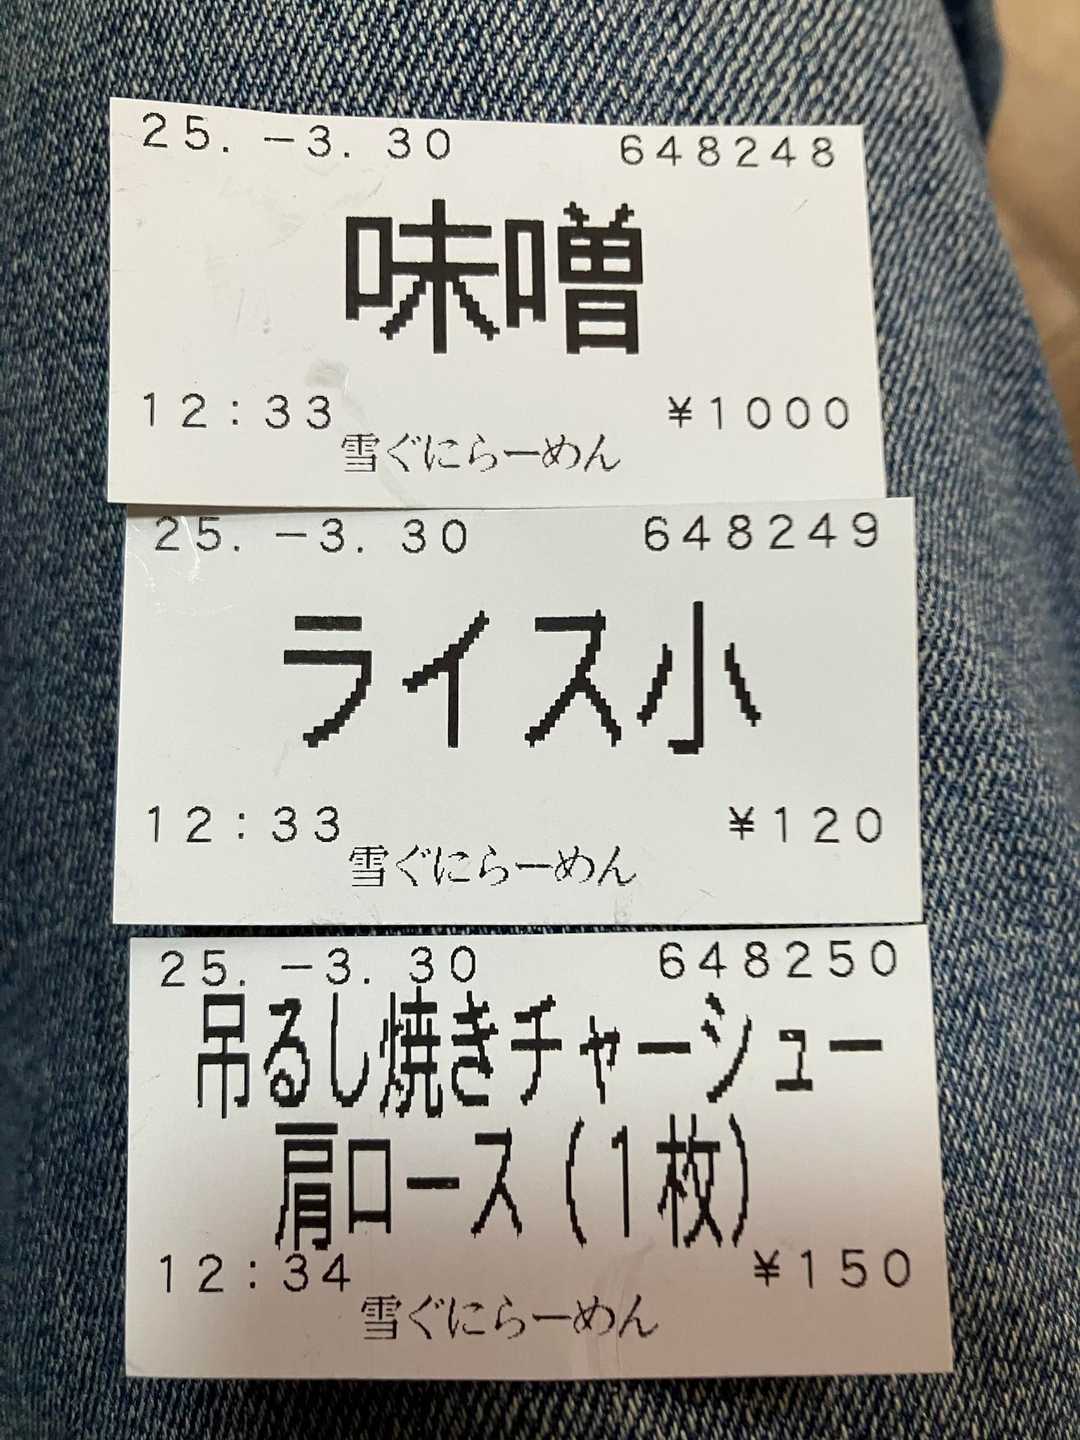 25.-3.30 648248
味噌
12:33 ¥1000
雪ぐにらーめん
25.-3.30 648249
ライス小
12:33 ¥120
雪ぐにらーめん
25.-3.30 648250
吊るし焼きチャーシュー
肩ロース(1枚)
12:34 ¥150
雪ぐにらーめん